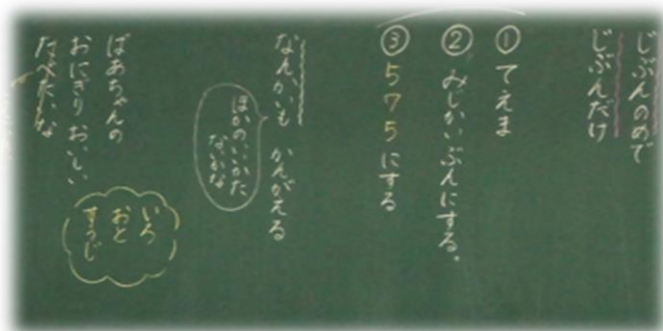 じぶんのめで
じぶんだけ
①てえま
②みじかいぶんにする。
③575にする
なんかいも かんがえる
ほかのいいかた
ないかな
ばあちゃんの
おにぎり おいしい
たべたいな
いろ
おと
すうじ